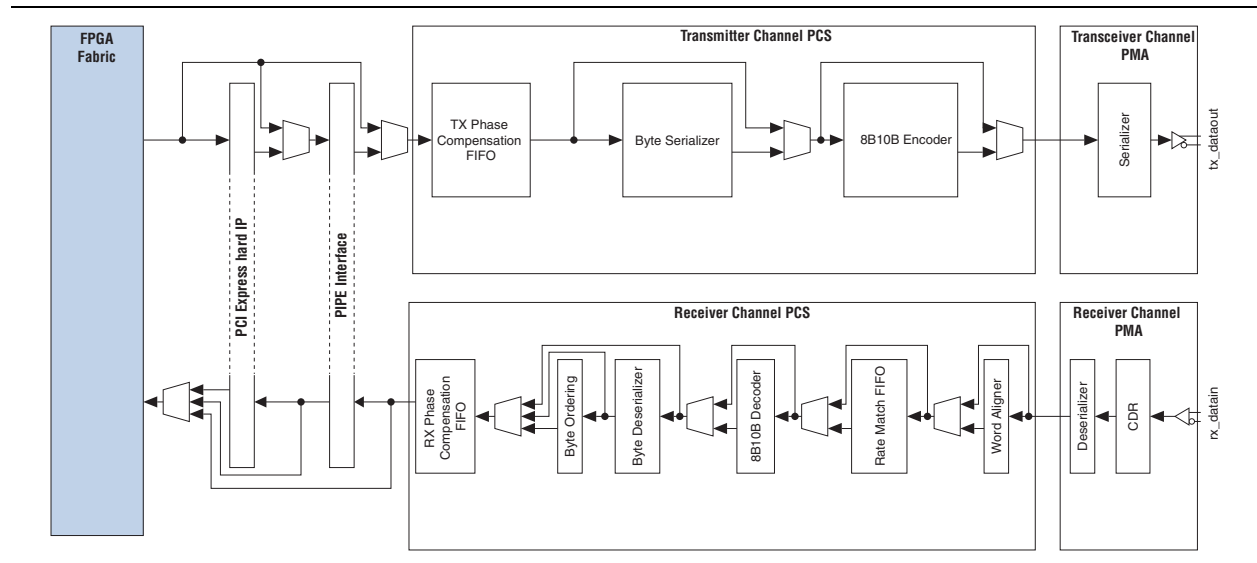 FPGA
Fabric
Transmitter Channel PCS
Transceiver Channel
PMA
TX Phase
Compensation
FIFO
Byte Serializer
8B10B Encoder
Serializer
tx_dataout
PCI Express hard IP
PIPE Interface
Receiver Channel PCS
Receiver Channel
PMA
RX Phase
Compensation
FIFO
Byte Ordering
Byte Deserializer
8B10B Decoder
Rate Match FIFO
Word Aligner
Deserializer
CDR
rx_datain